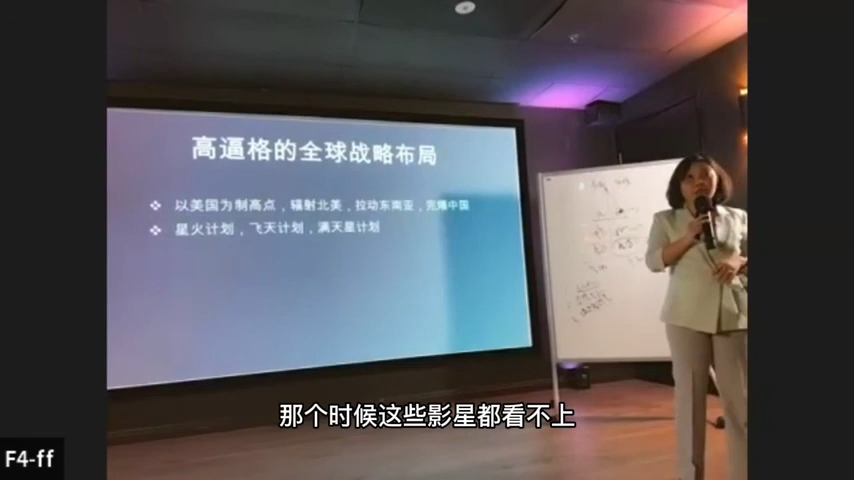 高逼格的全球战略布局
❖ 以美国为制高点，辐射北美，拉动东南亚，完爆中国
❖ 星火计划，飞天计划，满天星计划
那个时候这些影星都看不上
F4-ff